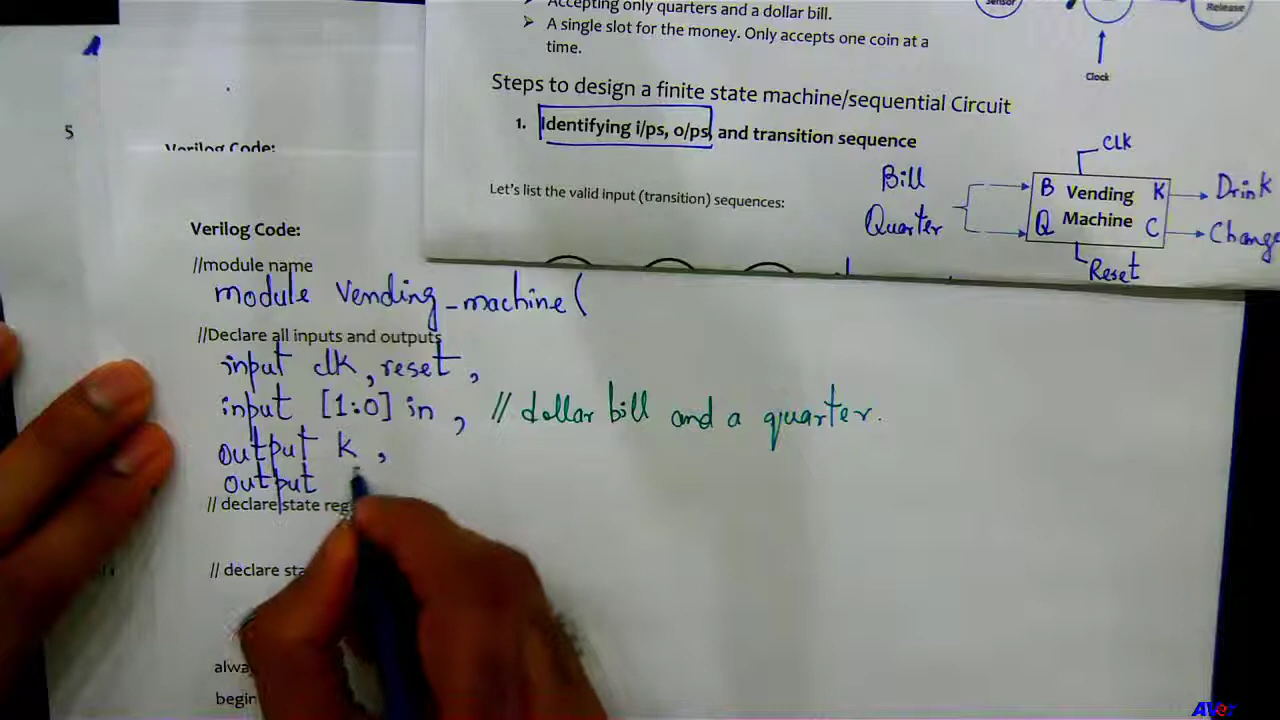 Accepting only quarters and a dollar bill.
➤ A single slot for the money. Only accepts one coin at a
time.
Sensor
Release
Clock
Steps to design a finite state machine/sequential Circuit
1. Identifying i/ps, o/ps, and transition sequence
Let's list the valid input (transition) sequences:
Bill
Quarter
CLK
B Vending K
Q Machine C
Drink
Change
Reset
5
Verilog Code:
Verilog Code:
//module name
module Vending_machine(
//Declare all inputs and outputs
input clk, reset,
input [1:0] in, // dollar bill and a quarter.
output k,
output
// declare state reg
// declare sta
alwa
begin
AVer